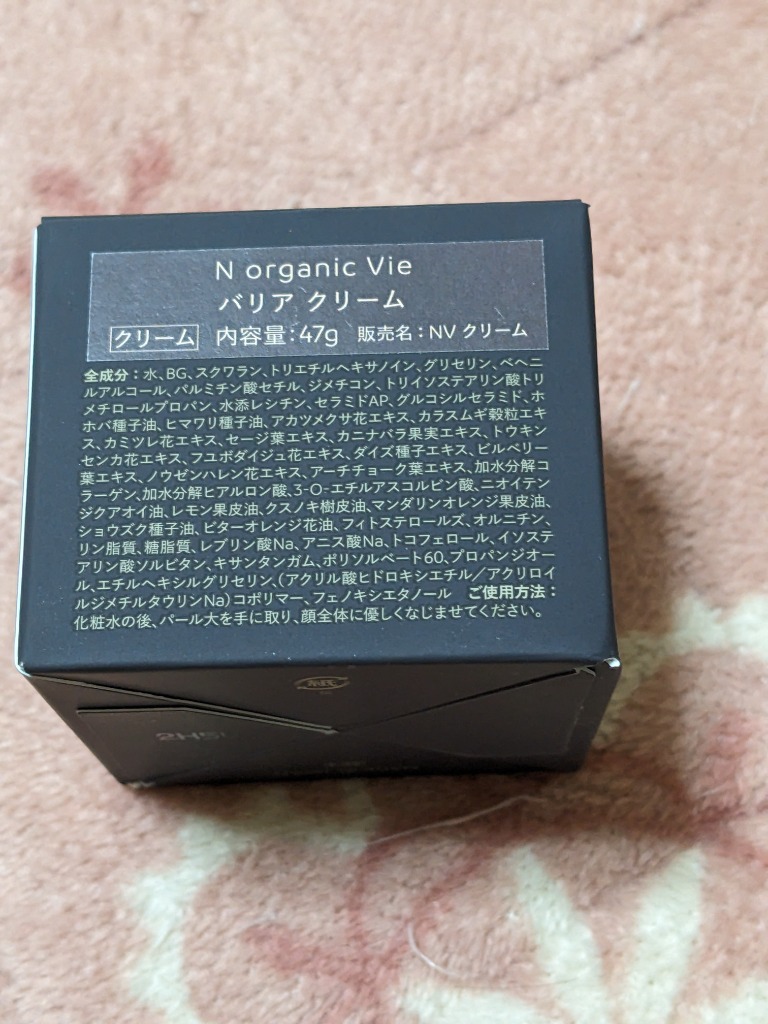 N organic Vie
バリア クリーム
クリーム 内容量:47g 販売名:NV クリーム
全成分:水、BG、スクワラン、トリエチルヘキサノイン、グリセリン、ベヘニ
ルアルコール、パルミチン酸セチル、ジメチコン、トリイソステアリン酸トリ
メチロールプロパン、水添レシチン、セラミドAP、グルコシルセラミド、ホ
ホバ種子油、ヒマワリ種子油、アカツメクサ花エキス、カラスムギ穀粒エキ
ス、カミツレ花エキス、セージ葉エキス、カニナバラ果実エキス、トウキン
センカ花エキス、フユボダイジュ花エキス、ダイズ種子エキス、ビルベリー
葉エキス、ノウゼンハレン花エキス、アーチチョーク葉エキス、加水分解コ
ラーゲン、加水分解ヒアルロン酸、3-O-エチルアスコルビン酸、ニオイテン
ジクアオイ油、レモン果皮油、クスノキ樹皮油、マンダリンオレンジ果皮油、
ショウズク種子油、ビターオレンジ花油、フィトステロールズ、オルニチン、
リン脂質、糖脂質、レブリン酸Na、アニス酸Na、トコフェロール、イソステ
アリン酸ソルビタン、キサンタンガム、ポリソルベート60、プロパンジオー
ル、エチルヘキシルグリセリン、(アクリル酸ヒドロキシエチル/アクリロイ
ルジメチルタウリンNa)コポリマー、フェノキシエタノール ご使用方法:
化粧水の後、パール大を手に取り、顔全体に優しくなじませてください。